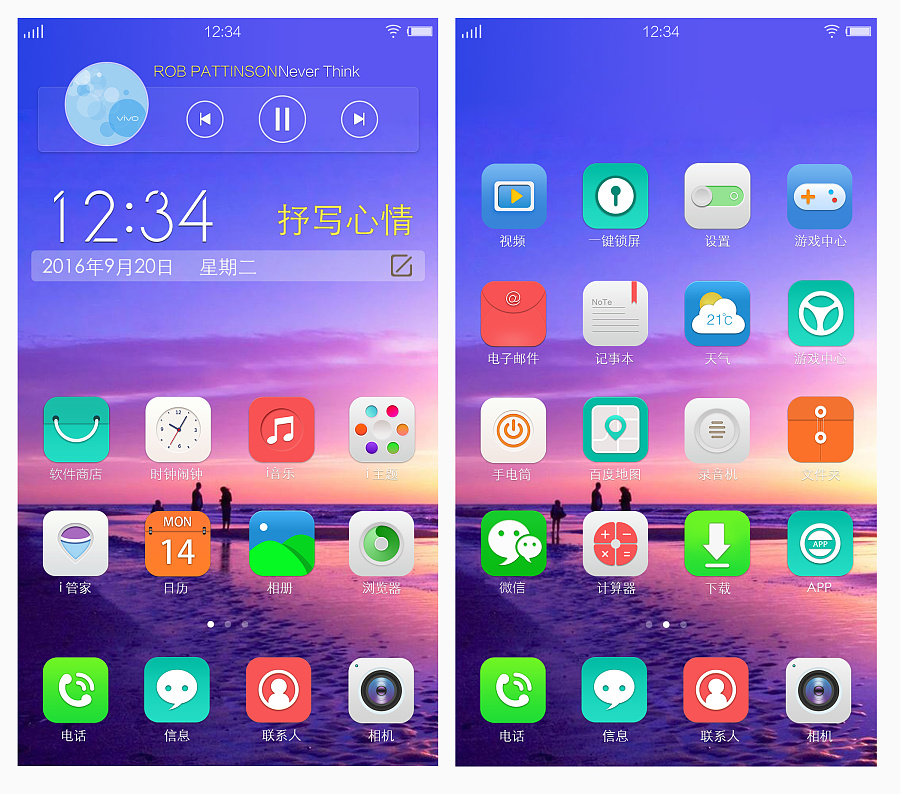 12:34
ROB PATTINSONNever Think
vivo
12:34
抒写心情
2016年9月20日 星期二
软件商店 时钟闹钟 i音乐 i主题
12
3
6
9
MON
14
i管家 日历 相册 浏览器
电话 信息 联系人 相机
12:34
视频 一键锁屏 设置 游戏中心
@
NoTe
21℃
电子邮件 记事本 天气 游戏中心
手电筒 百度地图 录音机 文件夹
APP
微信 计算器 下载 APP
电话 信息 联系人 相机